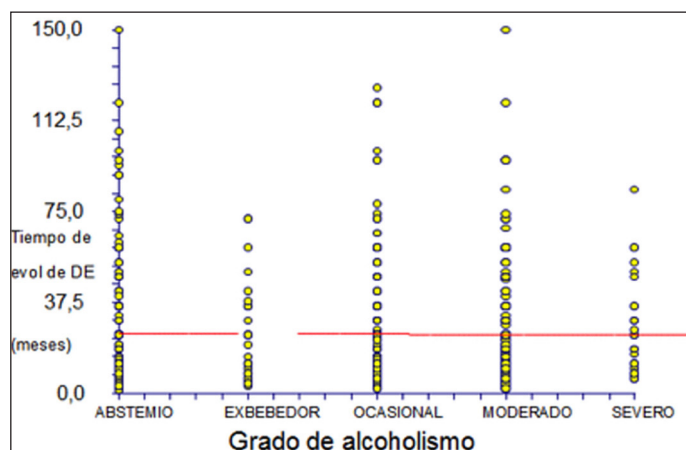 150,0
112,5
75,0
Tiempo de
evol de DE
37,5
(meses)
0,0
ABSTEMIO EXBEBEDOR OCASIONAL MODERADO SEVERO
Grado de alcoholismo